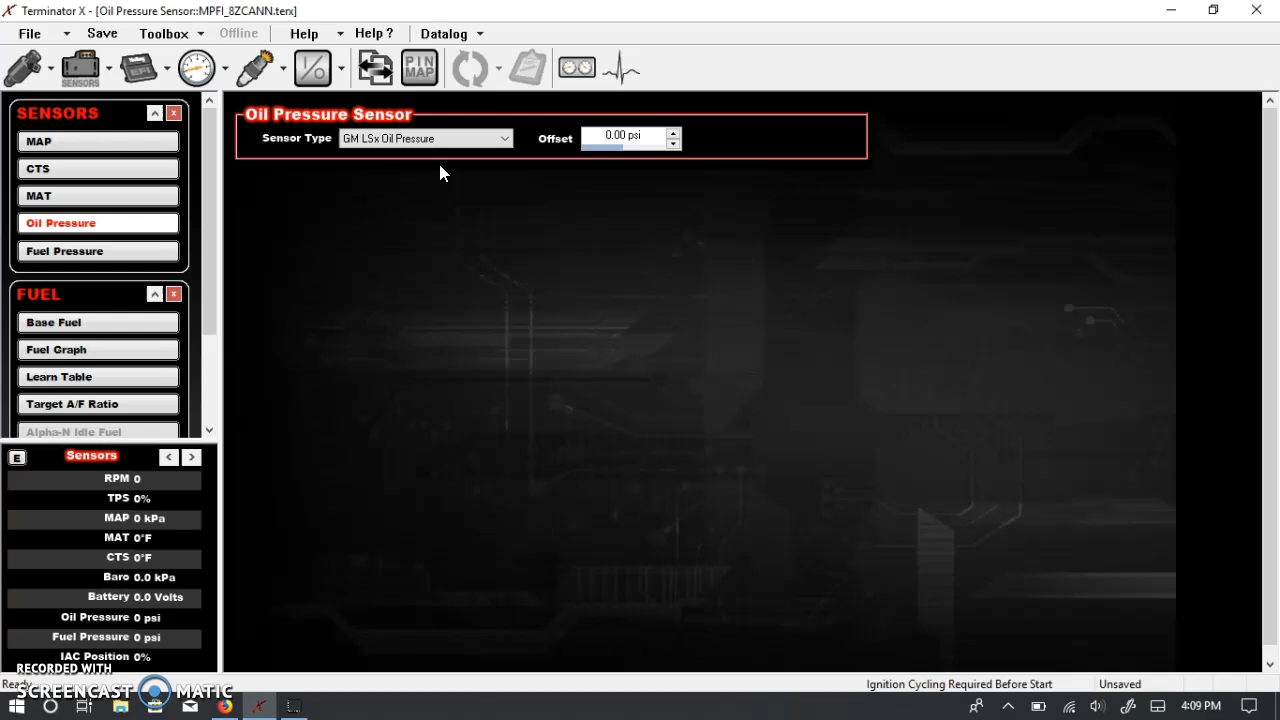 Terminator X - [Oil Pressure Sensor::MPFI_8ZCANN.terx]
File Save Toolbox Offline Help Help ? Datalog
SENSORS EFI I/O PIN MAP
SENSORS
MAP
CTS
MAT
Oil Pressure
Fuel Pressure
FUEL
Base Fuel
Fuel Graph
Learn Table
Target A/F Ratio
Alpha-N Idle Fuel
Oil Pressure Sensor
Sensor Type GM LSx Oil Pressure Offset 0.00 psi
E Sensors < >
RPM 0
TPS 0%
MAP 0 kPa
MAT 0°F
CTS 0°F
Baro 0.0 kPa
Battery 0.0 Volts
Oil Pressure 0 psi
Fuel Pressure 0 psi
IAC Position 0%
RECORDED WITH
SCREENCAST MATIC
Ready Ignition Cycling Required Before Start Unsaved
4:09 PM